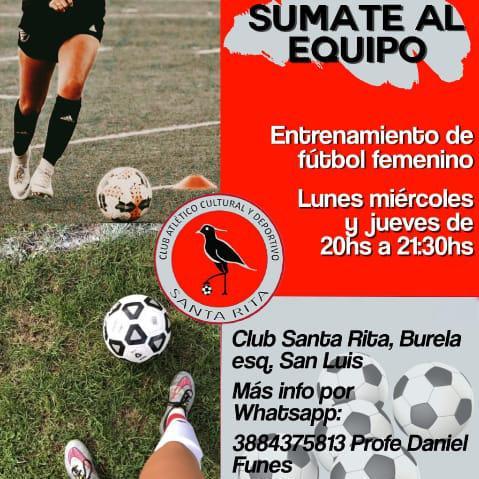 SUMATE AL
EQUIPO
Entrenamiento de
fútbol femenino
Lunes miércoles
y jueves de
20hs a 21:30hs
CLUB ATLÉTICO CULTURAL Y DEPORTIVO
SANTA RITA
Club Santa Rita, Burela
esq, San Luis
Más info por
Whatsapp:
3884375813 Profe Daniel
Funes